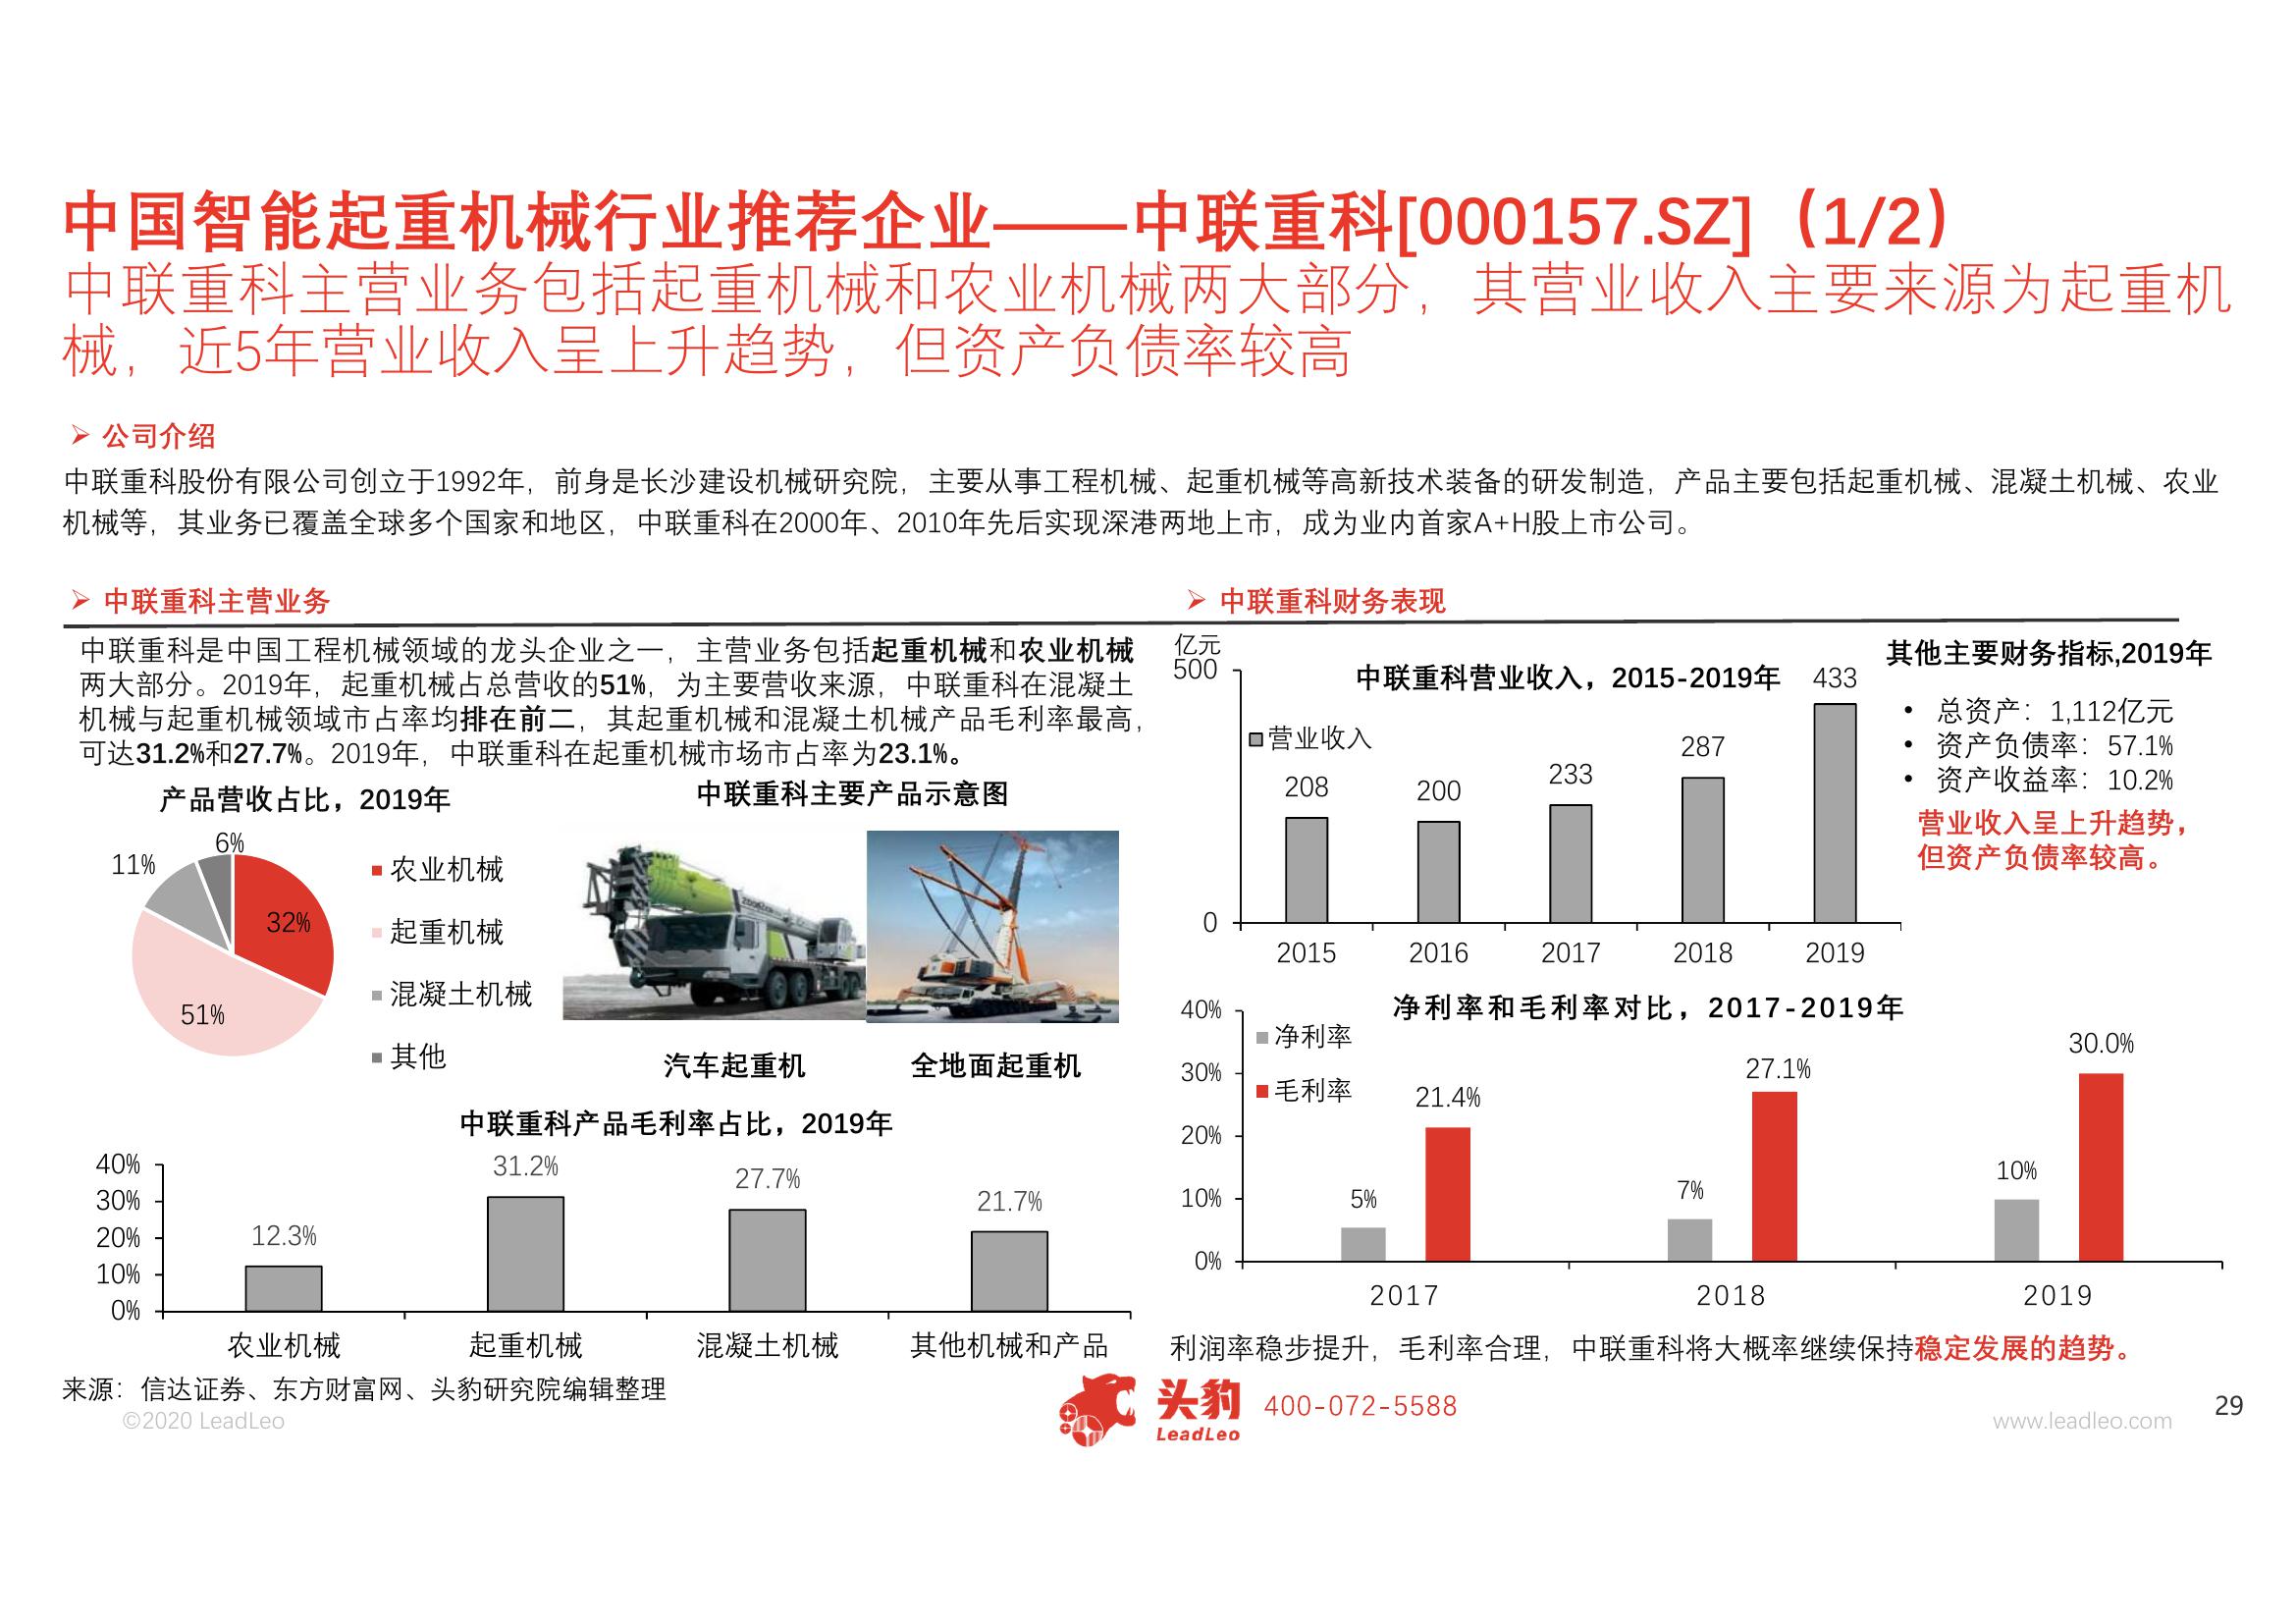 中国智能起重机械行业推荐企业——中联重科[000157.SZ]（1/2）
中联重科主营业务包括起重机械和农业机械两大部分，其营业收入主要来源为起重机
械，近5年营业收入呈上升趋势，但资产负债率较高
公司介绍
中联重科股份有限公司创立于1992年，前身是长沙建设机械研究院，主要从事工程机械、起重机械等高新技术装备的研发制造，产品主要包括起重机械、混凝土机械、农业
机械等，其业务已覆盖全球多个国家和地区，中联重科在2000年、2010年先后实现深港两地上市，成为业内首家A+H股上市公司。
中联重科主营业务
中联重科是中国工程机械领域的龙头企业之一，主营业务包括起重机械和农业机械
两大部分。2019年，起重机械占总营收的51%，为主要营收来源，中联重科在混凝土
机械与起重机械领域市占率均排在前二，其起重机械和混凝土机械产品毛利率最高，
可达31.2%和27.7%。2019年，中联重科在起重机械市场市占率为23.1%。
产品营收占比，2019年
6%
11%
32%
51%
农业机械
起重机械
混凝土机械
其他
中联重科主要产品示意图
ZOOMLION
汽车起重机
全地面起重机
中联重科产品毛利率占比，2019年
40%
30%
20%
10%
0%
12.3%
31.2%
27.7%
21.7%
农业机械
起重机械
混凝土机械
其他机械和产品
中联重科财务表现
亿元
500
0
中联重科营业收入，2015-2019年
营业收入
208
200
233
287
433
2015
2016
2017
2018
2019
其他主要财务指标,2019年
• 总资产：1,112亿元
• 资产负债率：57.1%
• 资产收益率：10.2%
营业收入呈上升趋势，
但资产负债率较高。
净利率和毛利率对比，2017-2019年
40%
30%
20%
10%
0%
净利率
毛利率
5%
21.4%
7%
27.1%
10%
30.0%
2017
2018
2019
利润率稳步提升，毛利率合理，中联重科将大概率继续保持稳定发展的趋势。
来源：信达证券、东方财富网、头豹研究院编辑整理
©2020 LeadLeo
头豹
LeadLeo
400-072-5588
www.leadleo.com
29